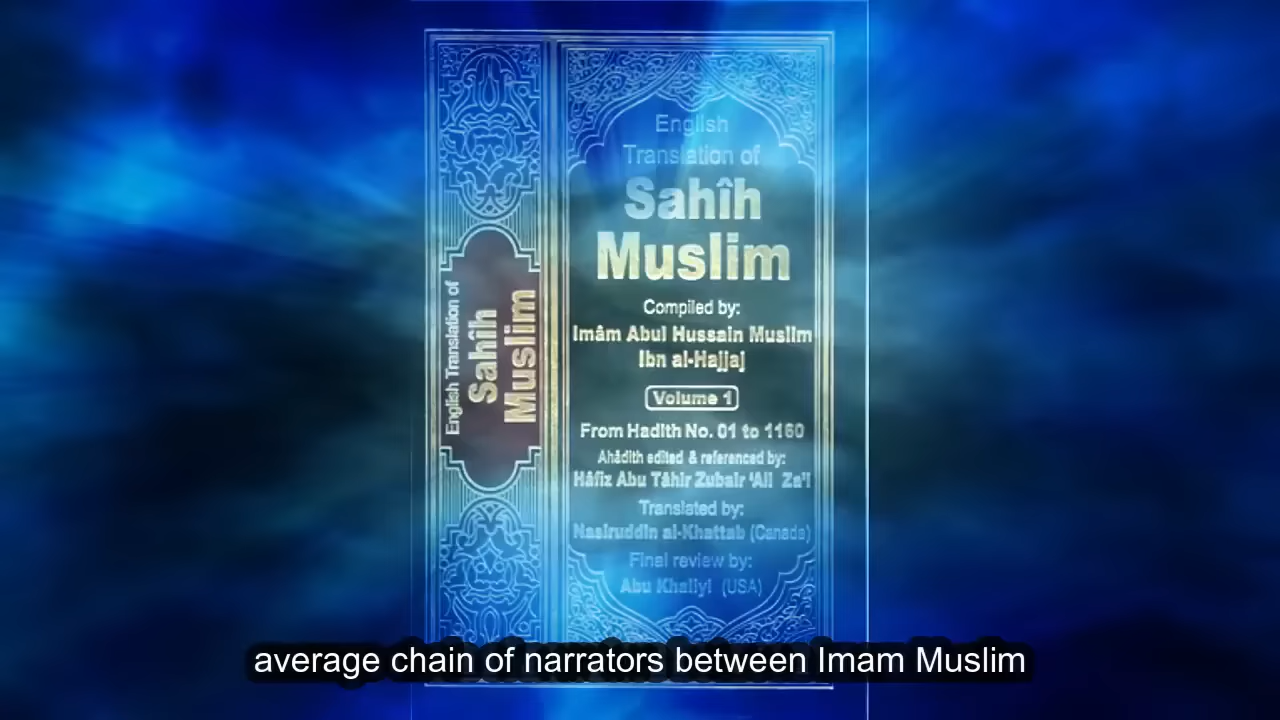 English Translation of
Sahîh
Muslim
English
Translation of
Sahîh
Muslim
Compiled by:
Imâm Abul Hussain Muslim
Ibn al-Hajjaj
Volume 1
From Hadith No. 01 to 1160
Ahâdith edited & referenced by:
Hâfiz Abu Tâhir Zubair 'Ali Za'i
Translated by:
Nasiruddin al-Khattab (Canada)
Final review by:
Abu Khaliyl (USA)
average chain of narrators between Imam Muslim